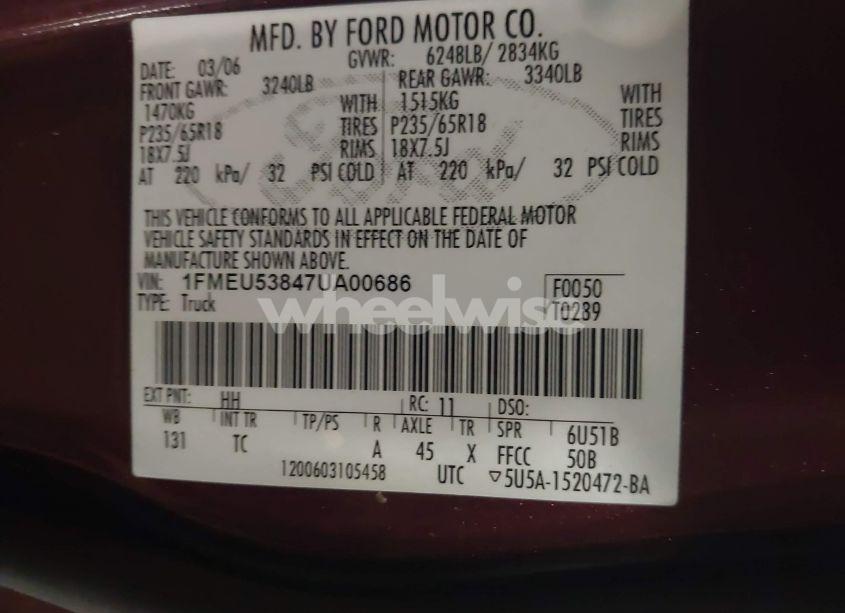 MFD. BY FORD MOTOR CO.
DATE: 03/06 GVWR: 6248LB/ 2834KG
FRONT GAWR: 3240LB REAR GAWR: 3340LB
1470KG WITH 1515KG WITH
P235/65R18 TIRES P235/65R18 TIRES
18X7.5J RIMS 18X7.5J RIMS
AT 220 kPa/ 32 PSI COLD AT 220 kPa/ 32 PSI COLD
Ford
THIS VEHICLE CONFORMS TO ALL APPLICABLE FEDERAL MOTOR
VEHICLE SAFETY STANDARDS IN EFFECT ON THE DATE OF
MANUFACTURE SHOWN ABOVE.
VIN: 1FMEU53847UA00686 F0050
TYPE: Truck T0289
wheelwise
EXT PNT: HH RC: 11 DSO:
WB INT TR TP/PS R AXLE TR SPR 6U51B
131 TC A 45 X FFCC 50B
1200603105458 UTC ▽5U5A-1520472-BA